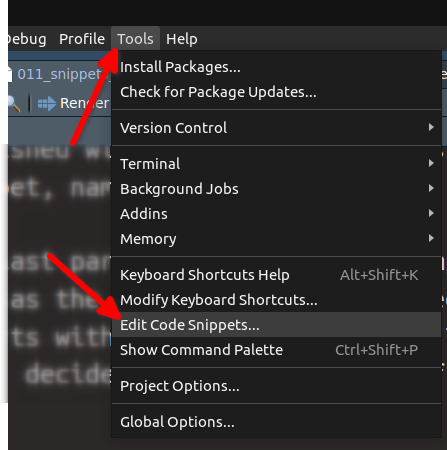 Debug Profile Tools Help
011_snippet
Render
Install Packages...
Check for Package Updates...
Version Control
Terminal
Background Jobs
Addins
Memory
Keyboard Shortcuts Help Alt+Shift+K
Modify Keyboard Shortcuts...
Edit Code Snippets...
Show Command Palette Ctrl+Shift+P
Project Options...
Global Options...